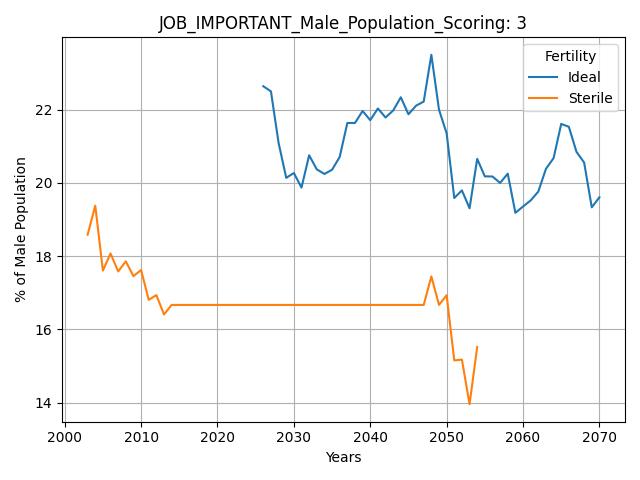 JOB_IMPORTANT_Male_Population_Scoring: 3
Fertility
Ideal
Sterile
% of Male Population
22
20
18
16
14
2000 2010 2020 2030 2040 2050 2060 2070
Years